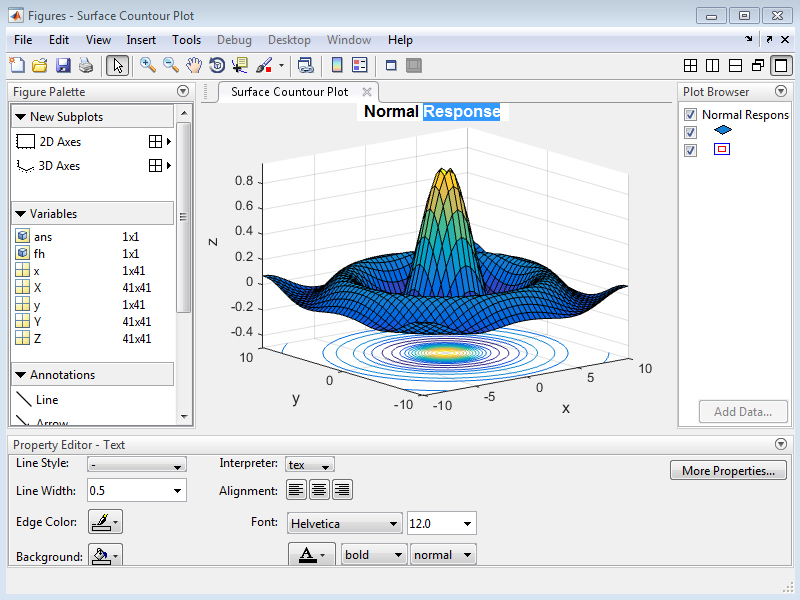 Figures - Surface Countour Plot
File Edit View Insert Tools Debug Desktop Window Help
Figure Palette
New Subplots
2D Axes
3D Axes
Variables
ans 1x1
fh 1x1
x 1x41
X 41x41
y 1x41
Y 41x41
Z 41x41
Annotations
Line
Arrow
Surface Countour Plot
Normal Response
0.8
0.6
0.4
0.2
0
-0.2
-0.4
z
10
0
-10
y
-10
-5
0
5
10
x
Plot Browser
Normal Respons
Add Data...
Property Editor - Text
Line Style: - Interpreter: tex More Properties...
Line Width: 0.5 Alignment:
Edge Color: Font: Helvetica 12.0
Background: A bold normal